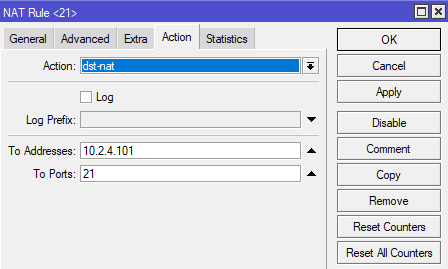 NAT Rule <21>
General Advanced Extra Action Statistics
Action: dst-nat
Log
Log Prefix:
To Addresses: 10.2.4.101
To Ports: 21
OK
Cancel
Apply
Disable
Comment
Copy
Remove
Reset Counters
Reset All Counters